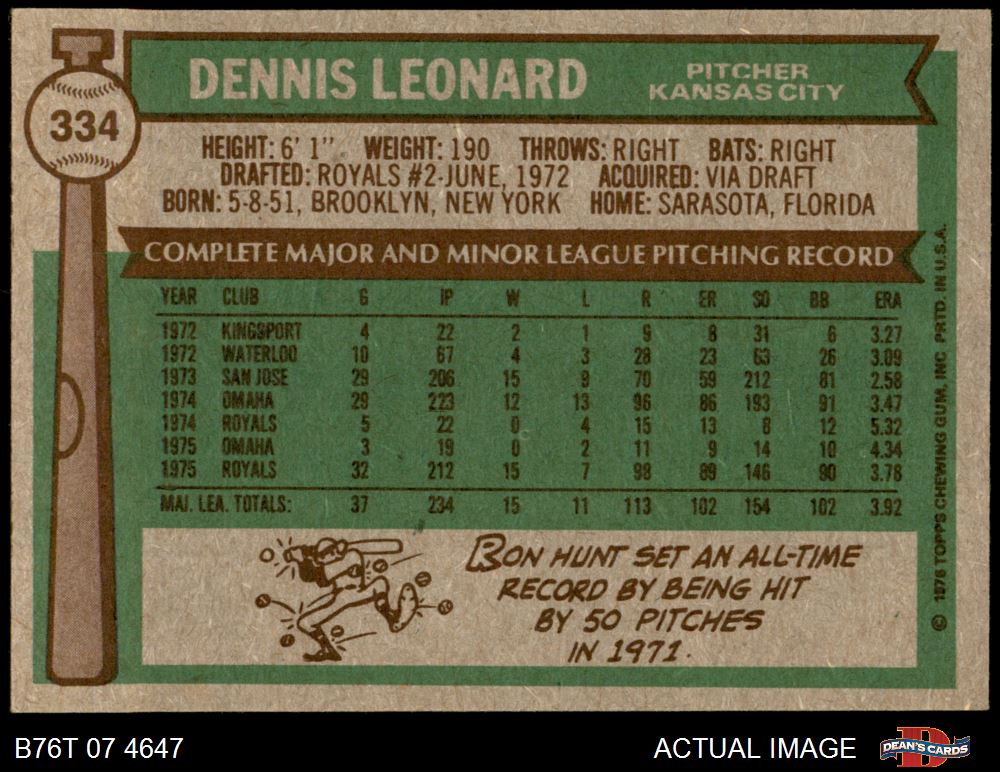 334
DENNIS LEONARD
PITCHER
KANSAS CITY
HEIGHT: 6' 1" WEIGHT: 190 THROWS: RIGHT BATS: RIGHT
DRAFTED: ROYALS #2-JUNE, 1972 ACQUIRED: VIA DRAFT
BORN: 5-8-51, BROOKLYN, NEW YORK HOME: SARASOTA, FLORIDA
COMPLETE MAJOR AND MINOR LEAGUE PITCHING RECORD
YEAR CLUB G IP W L R ER SO BB ERA
1972 KINGSPORT 4 22 2 1 9 8 31 6 3.27
1972 WATERLOO 10 67 4 3 28 23 63 26 3.09
1973 SAN JOSE 29 206 15 9 70 59 212 81 2.58
1974 OMAHA 29 223 12 13 96 86 193 91 3.47
1974 ROYALS 5 22 0 4 15 13 8 12 5.32
1975 OMAHA 3 19 0 2 11 9 14 10 4.34
1975 ROYALS 32 212 15 7 98 89 146 90 3.78
MAJ. LEA. TOTALS: 37 234 15 11 113 102 154 102 3.92
RON HUNT SET AN ALL-TIME
RECORD BY BEING HIT
BY 50 PITCHES
IN 1971.
© 1976 TOPPS CHEWING GUM, INC. PRTD. IN U.S.A.
B76T 07 4647
ACTUAL IMAGE
D
DEAN'S CARDS